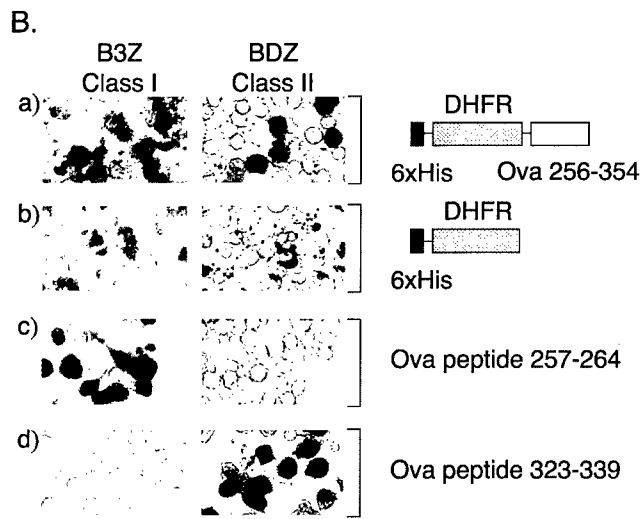 B.
B3Z BDZ
Class I Class II
a) DHFR
6xHis Ova 256-354
b) DHFR
6xHis
c) Ova peptide 257-264
d) Ova peptide 323-339